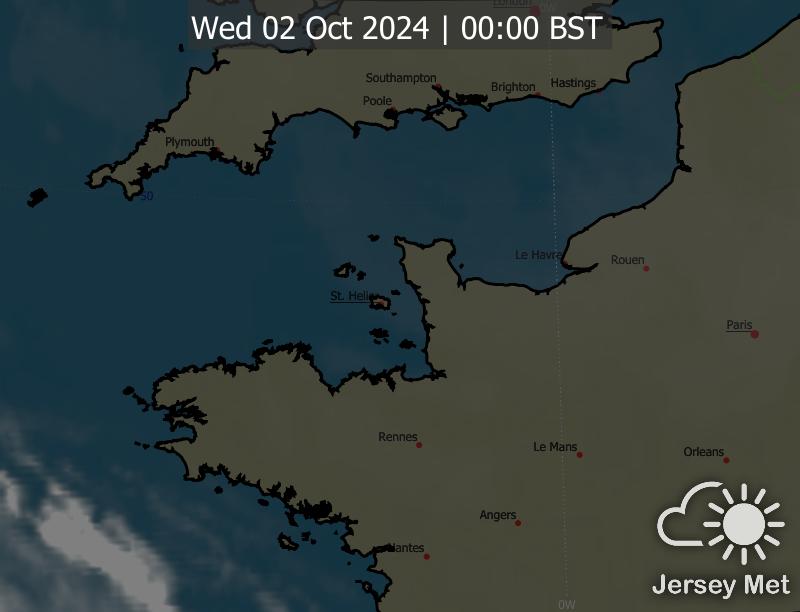 London
0W
Wed 02 Oct 2024 | 00:00 BST
Southampton
Brighton
Hastings
Poole
Plymouth
50
Le Havre
Rouen
St. Helier
Paris
Rennes
Le Mans
Orleans
Angers
Nantes
Jersey Met
0W